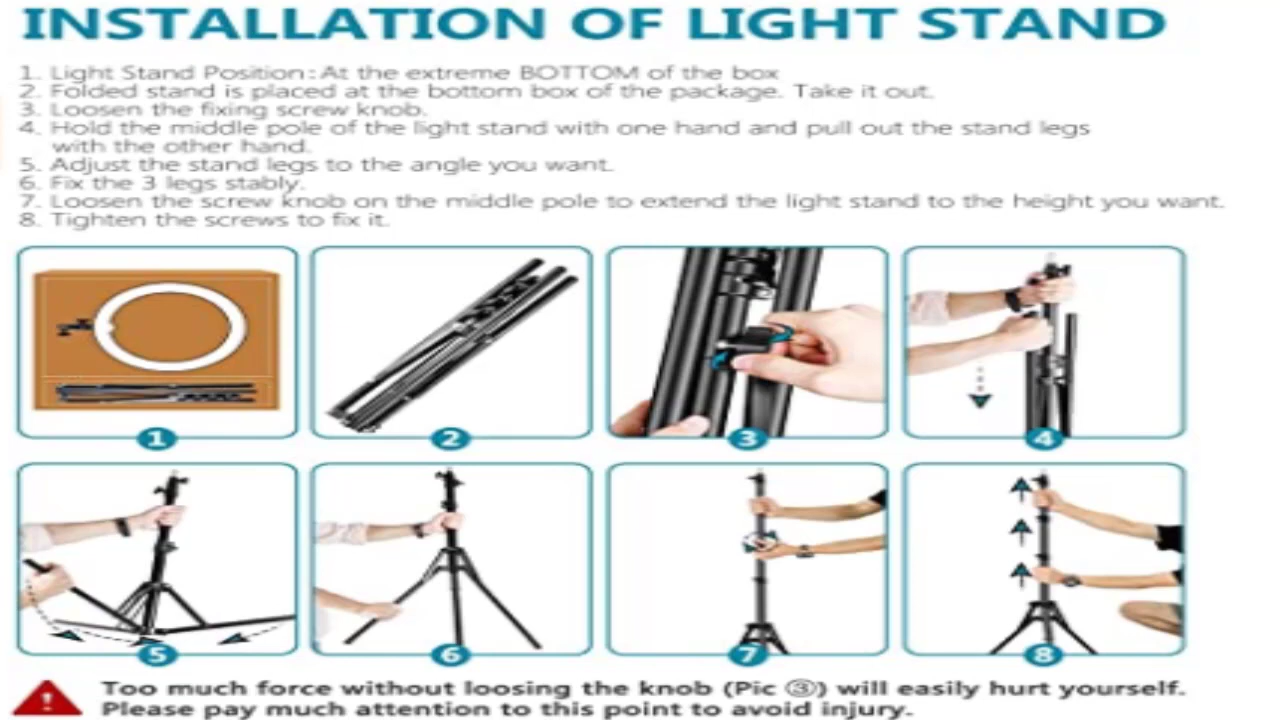 INSTALLATION OF LIGHT STAND
1. Light Stand Position: At the extreme BOTTOM of the box
2. Folded stand is placed at the bottom box of the package. Take it out.
3. Loosen the fixing screw knob.
4. Hold the middle pole of the light stand with one hand and pull out the stand legs
with the other hand.
5. Adjust the stand legs to the angle you want.
6. Fix the 3 legs stably.
7. Loosen the screw knob on the middle pole to extend the light stand to the height you want.
8. Tighten the screws to fix it.
1 2 3 4
5 6 7 8
! Too much force without loosing the knob (Pic ③) will easily hurt yourself.
Please pay much attention to this point to avoid injury.